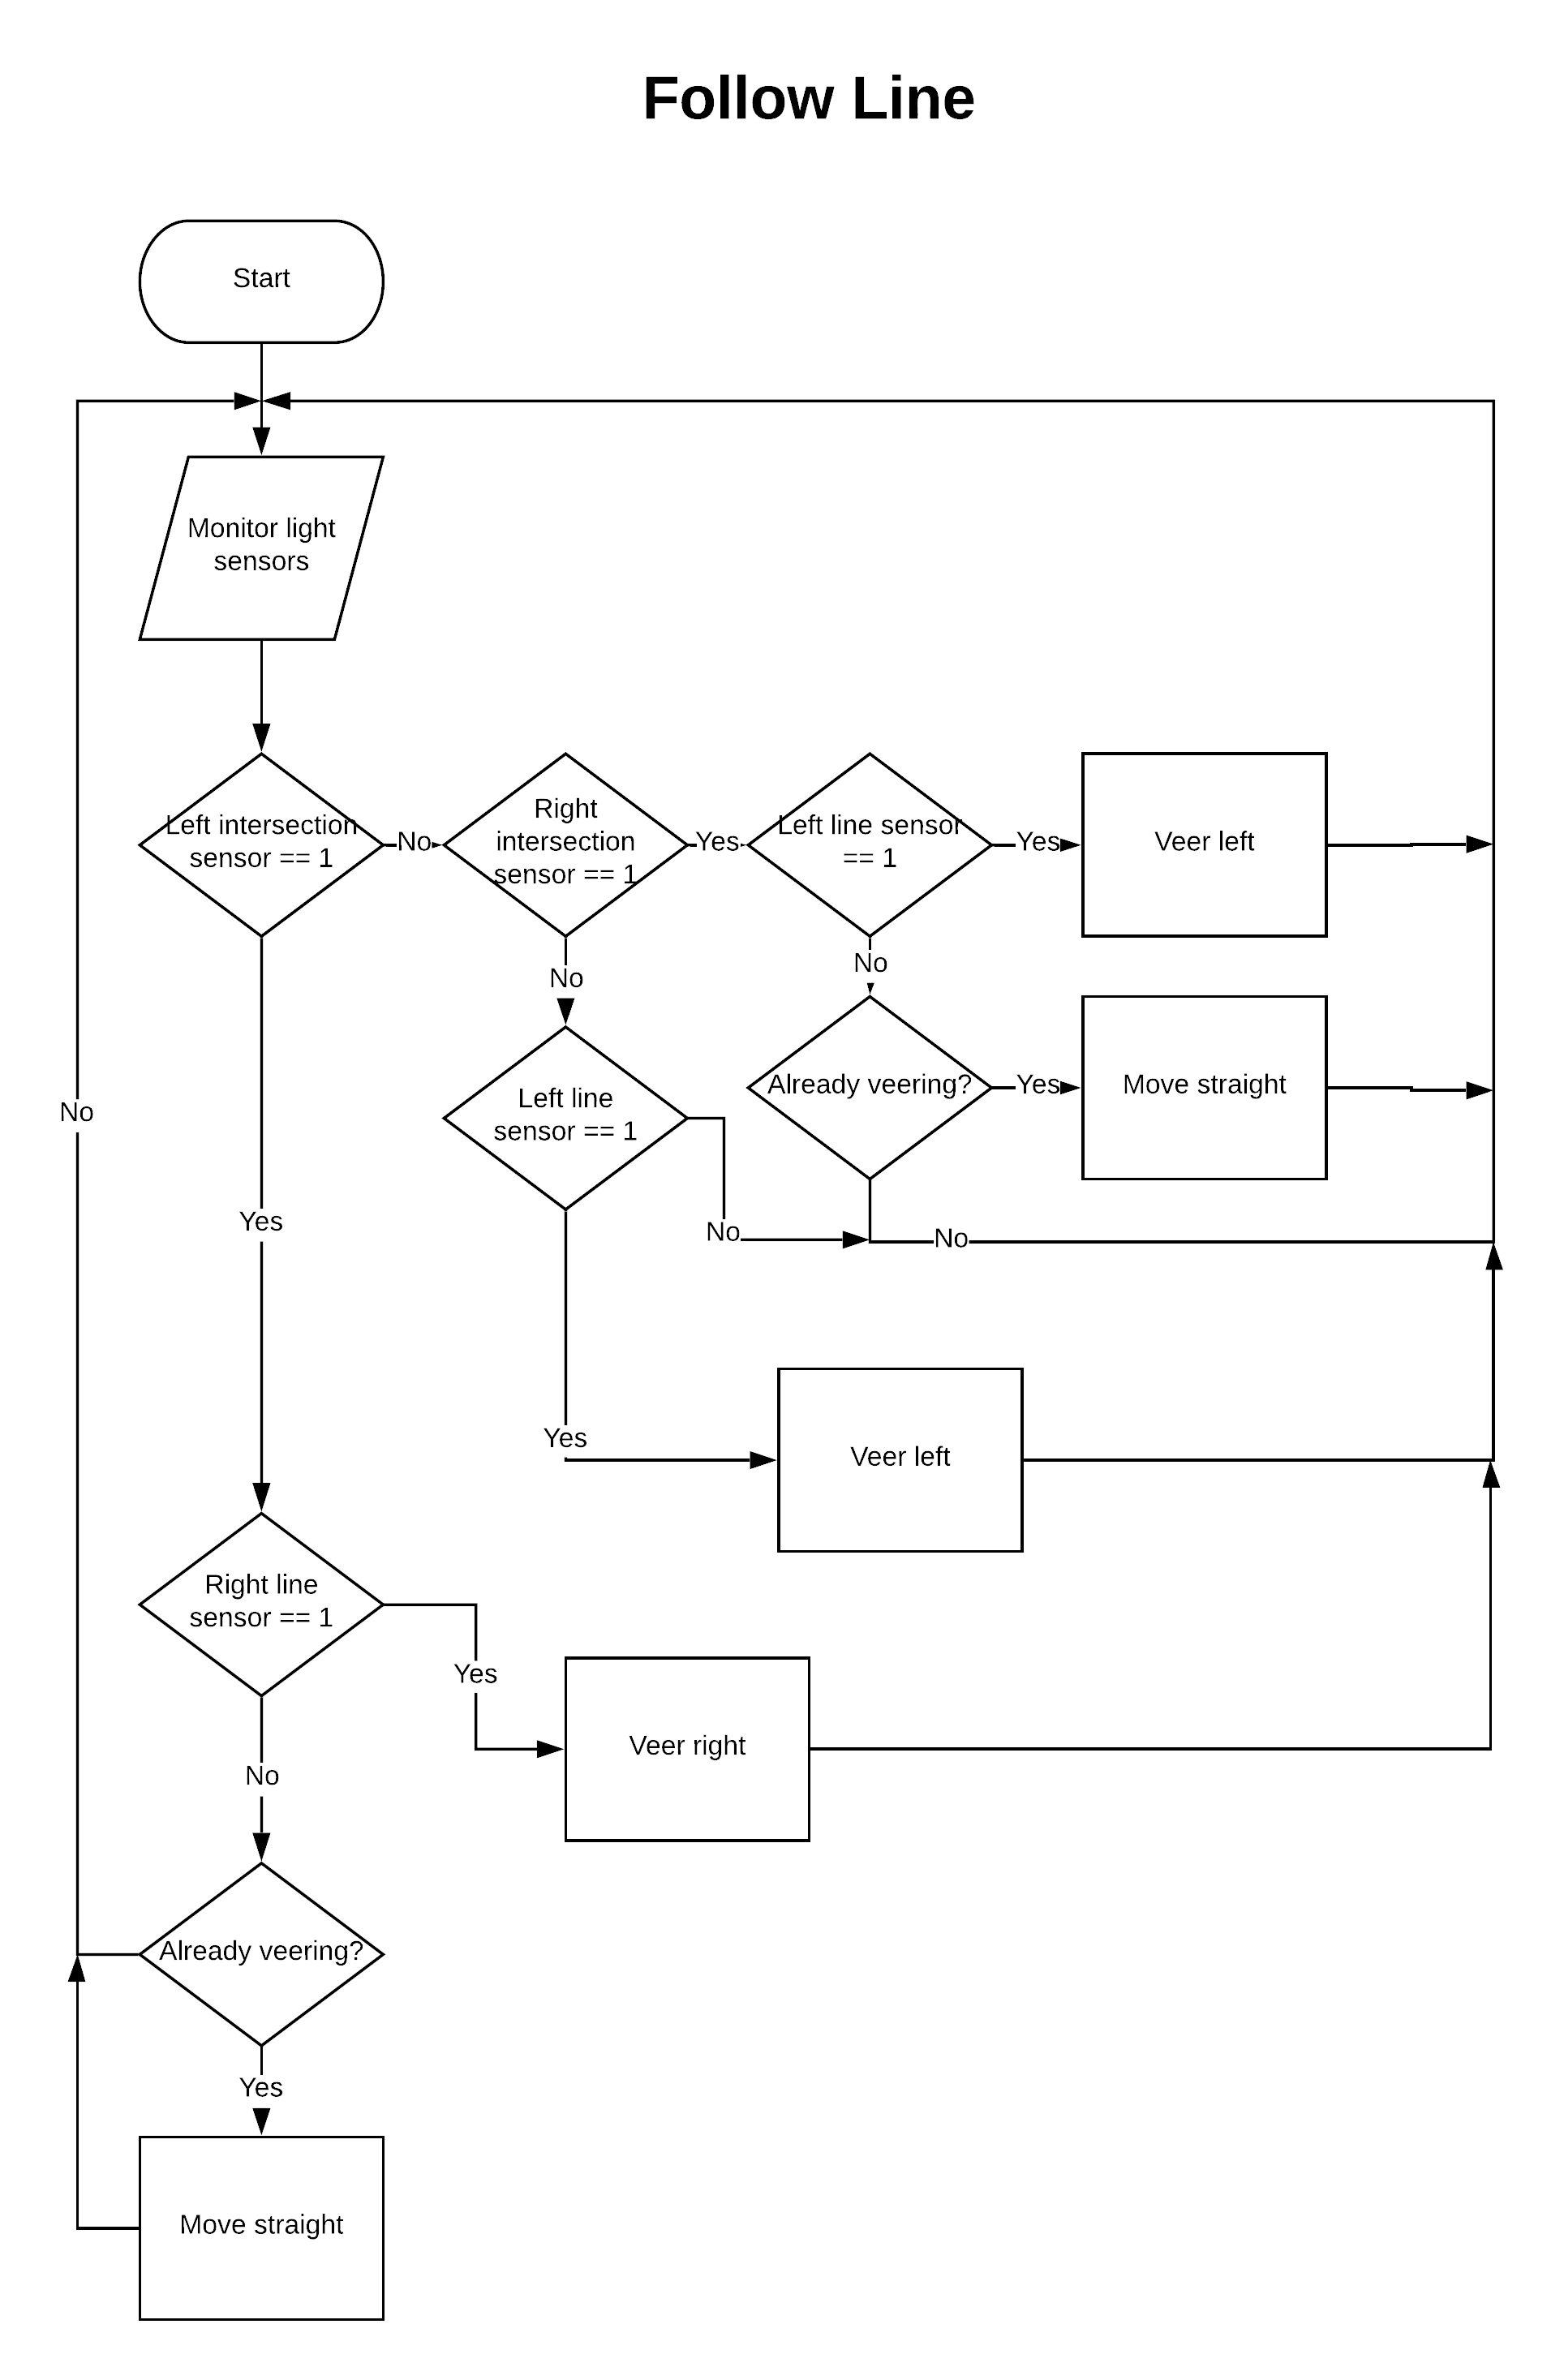 Follow Line
Start
Monitor light
sensors
Left intersection
sensor == 1
No
Right
intersection
sensor == 1
Yes
Left line sensor
== 1
Yes
Veer left
No
No
Already veering?
Yes
Move straight
Left line
sensor == 1
No
No
No
Yes
Yes
Veer left
Right line
sensor == 1
Yes
Veer right
No
Already veering?
Yes
Move straight